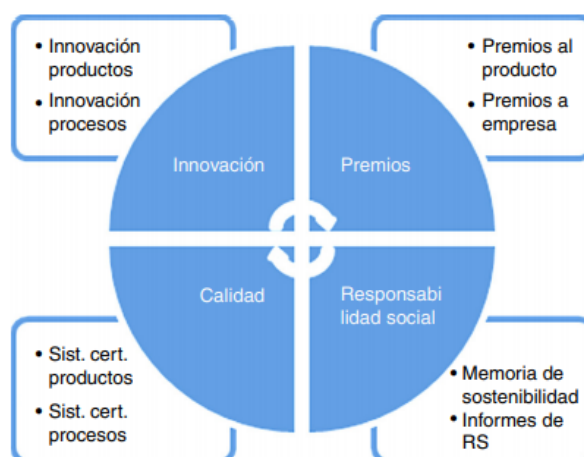 • Innovación
productos
• Innovación
procesos
• Premios al
producto
• Premios a
empresa
Innovación
Premios
Calidad
Responsabi
lidad social
• Sist. cert.
productos
• Sist. cert.
procesos
• Memoria de
sostenibilidad
• Informes de
RS